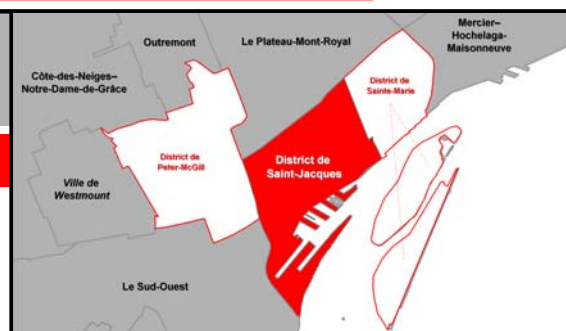 Mercier–
Hochelaga-
Maisonneuve
Outremont
Le Plateau-Mont-Royal
Côte-des-Neiges–
Notre-Dame-de-Grâce
District de
Sainte-Marie
District de
Peter-McGill
District de
Saint-Jacques
Ville de
Westmount
Le Sud-Ouest